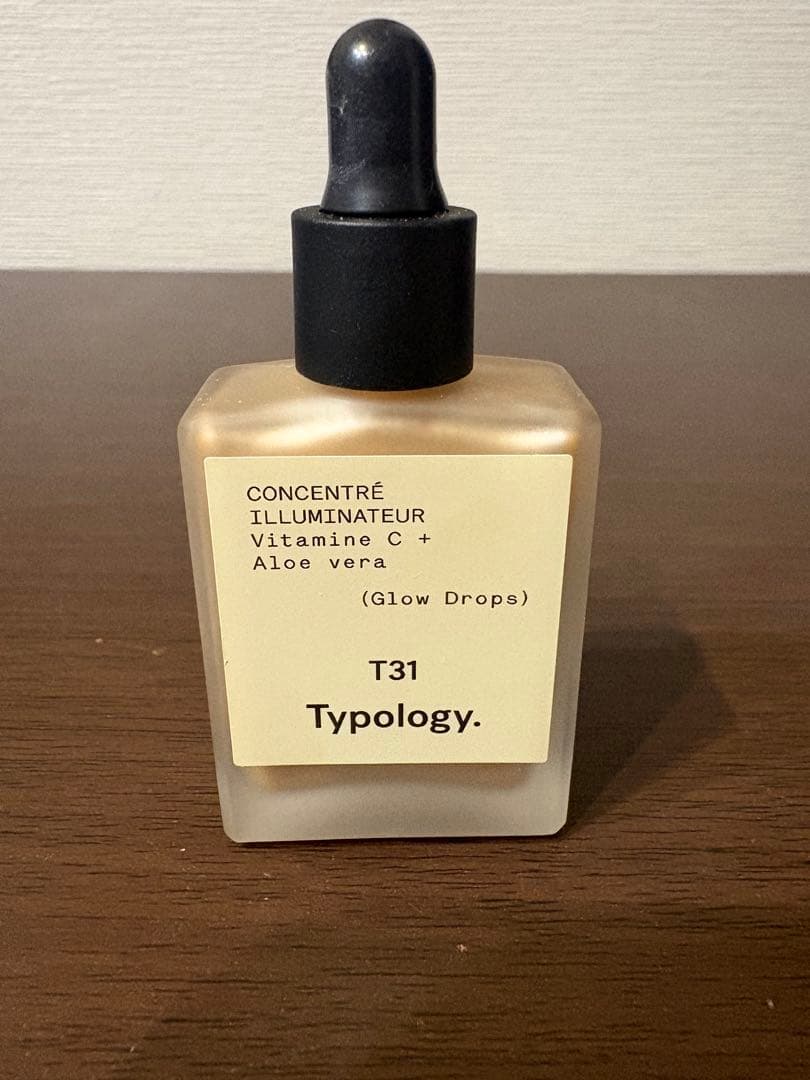 CONCENTRÉ
ILLUMINATEUR
Vitamine C +
Aloe vera
(Glow Drops)
T31
Typology.